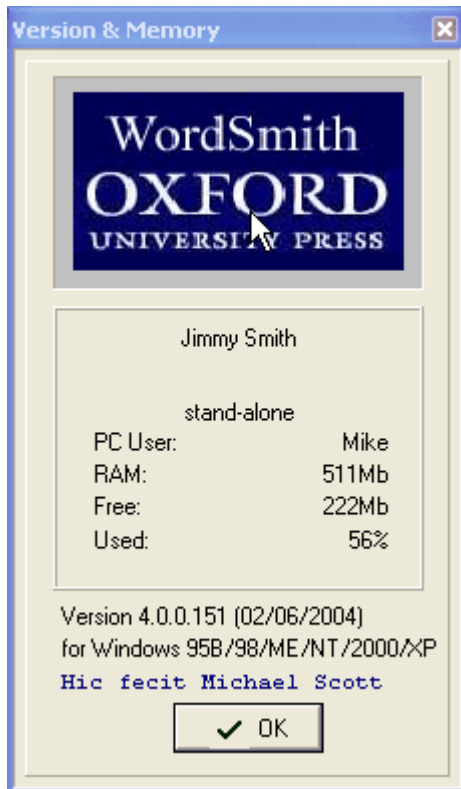 Version & Memory
WordSmith
OXFORD
UNIVERSITY PRESS
Jimmy Smith
stand-alone
PC User: Mike
RAM: 511Mb
Free: 222Mb
Used: 56%
Version 4.0.0.151 (02/06/2004)
for Windows 95B/98/ME/NT/2000/XP
Hic fecit Michael Scott
OK